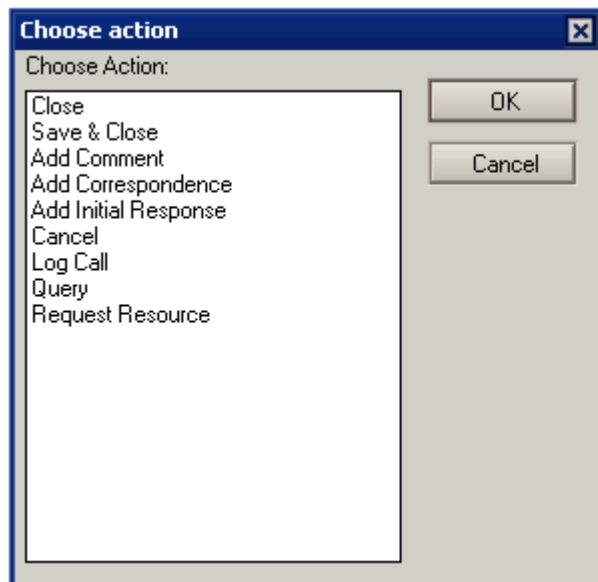 Choose action
Choose Action:
Close
Save & Close
Add Comment
Add Correspondence
Add Initial Response
Cancel
Log Call
Query
Request Resource
OK
Cancel